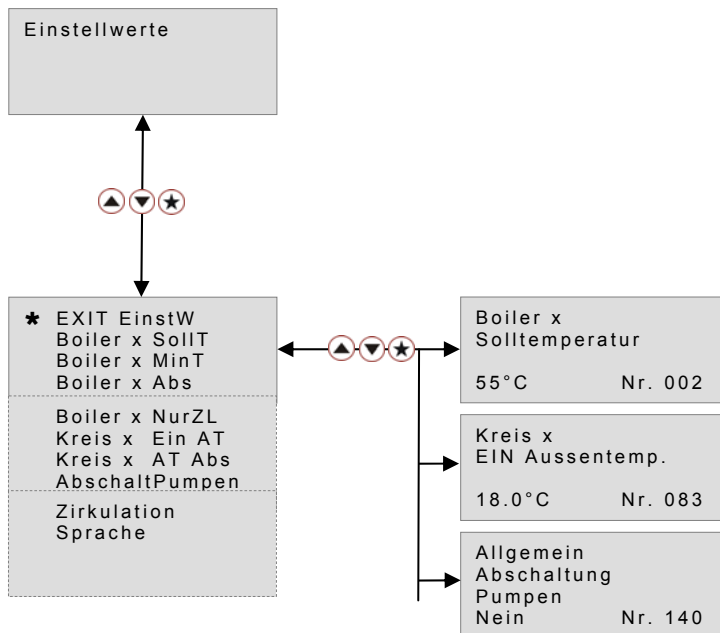 Einstellwerte
* EXIT EinstW
Boiler x SollT
Boiler x MinT
Boiler x Abs
Boiler x NurZL
Kreis x Ein AT
Kreis x AT Abs
AbschaltPumpen
Zirkulation
Sprache
Boiler x
Solltemperatur
55°C Nr. 002
Kreis x
EIN Aussentemp.
18.0°C Nr. 083
Allgemein
Abschaltung
Pumpen
Nein Nr. 140